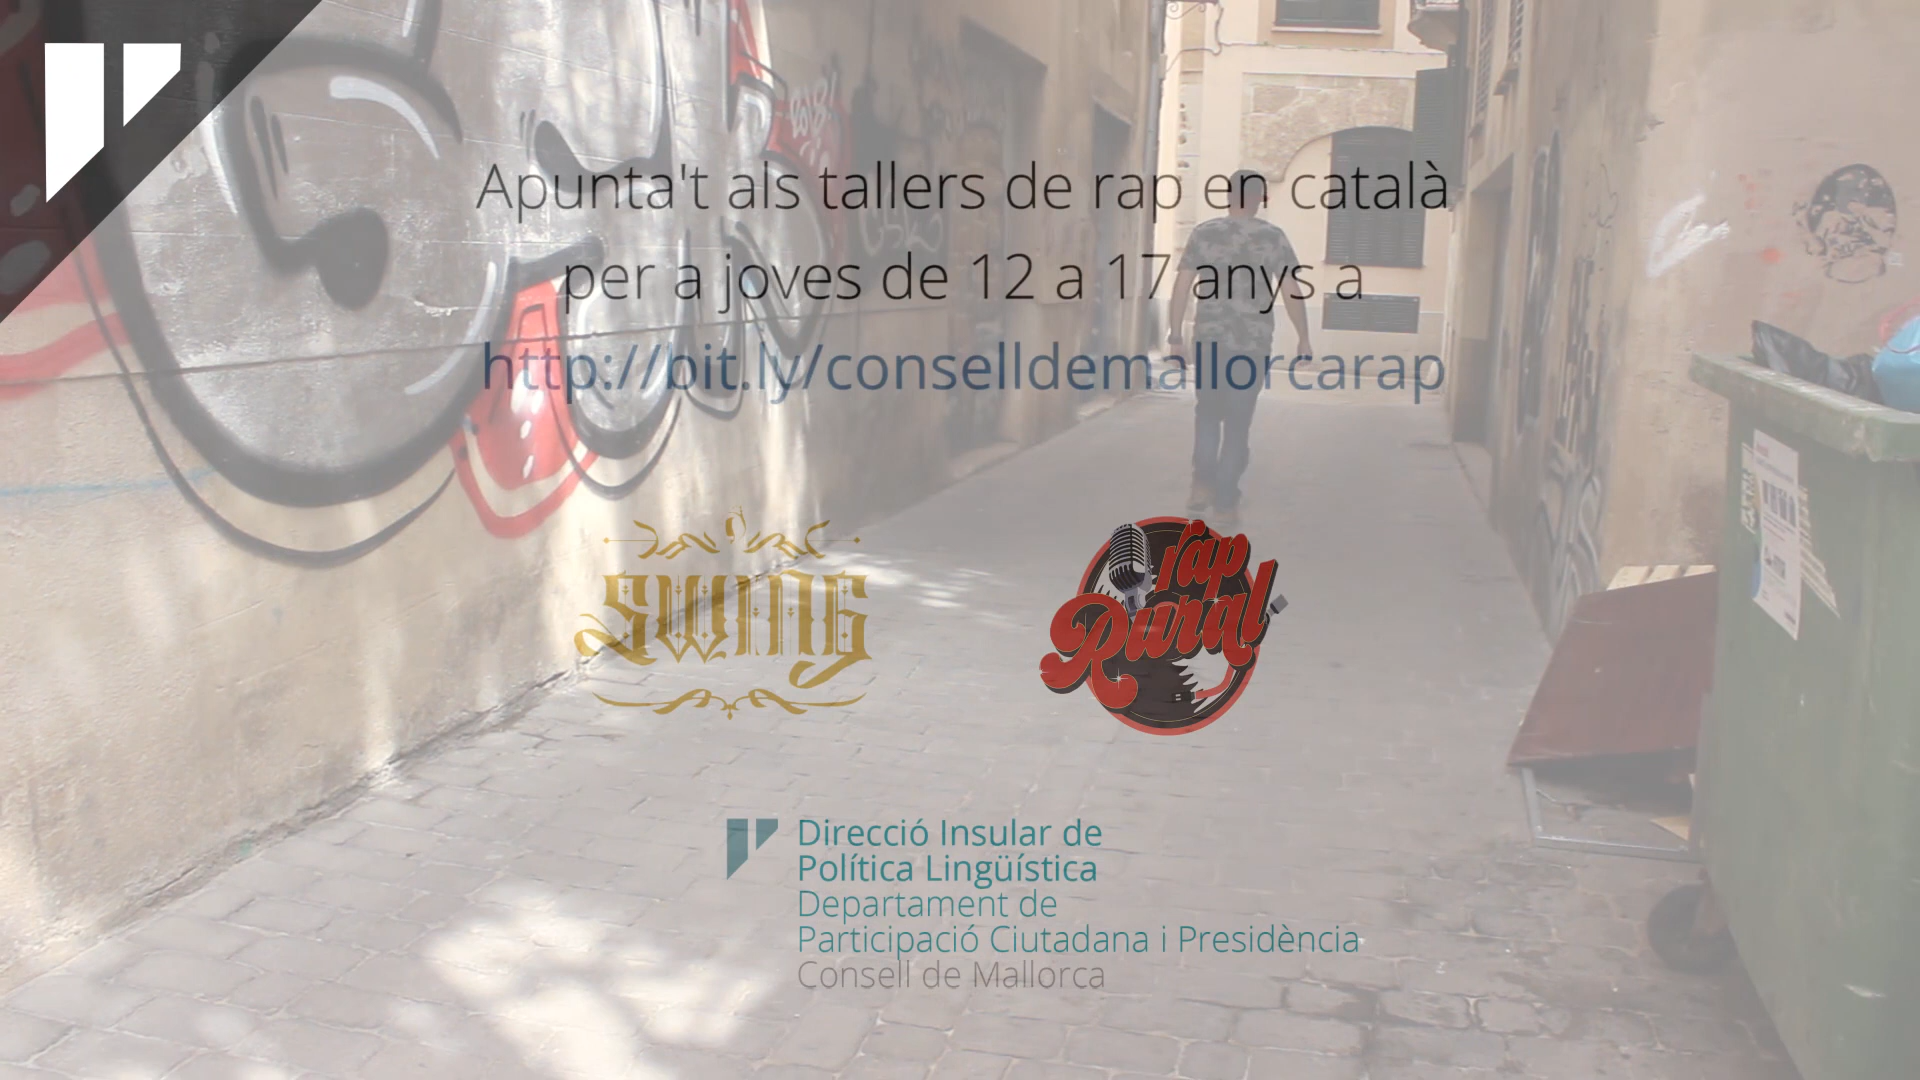 Apunta't als tallers de rap en català
per a joves de 12 a 17 anys a
http://bit.ly/conselldemallorcarap
SWING
rap
Rural
Direcció Insular de
Política Lingüística
Departament de
Participació Ciutadana i Presidència
Consell de Mallorca